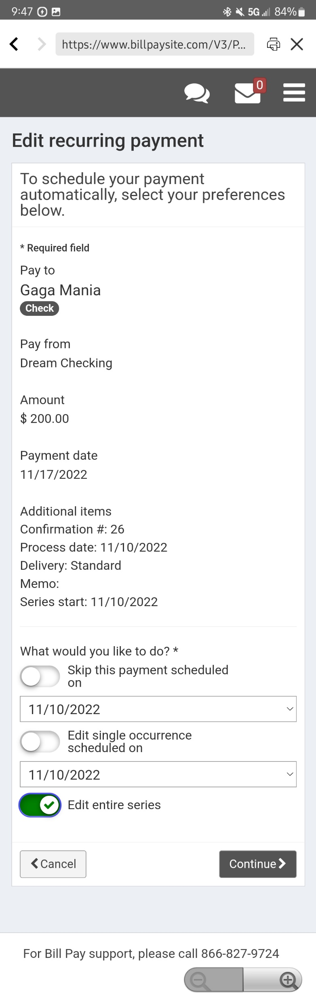 9:47
5G 84%
https://www.billpaysite.com/V3/P...
0
Edit recurring payment
To schedule your payment
automatically, select your preferences
below.
* Required field
Pay to
Gaga Mania
Check
Pay from
Dream Checking
Amount
$ 200.00
Payment date
11/17/2022
Additional items
Confirmation #: 26
Process date: 11/10/2022
Delivery: Standard
Memo:
Series start: 11/10/2022
What would you like to do? *
Skip this payment scheduled
on
11/10/2022
Edit single occurrence
scheduled on
11/10/2022
Edit entire series
Cancel
Continue
For Bill Pay support, please call 866-827-9724